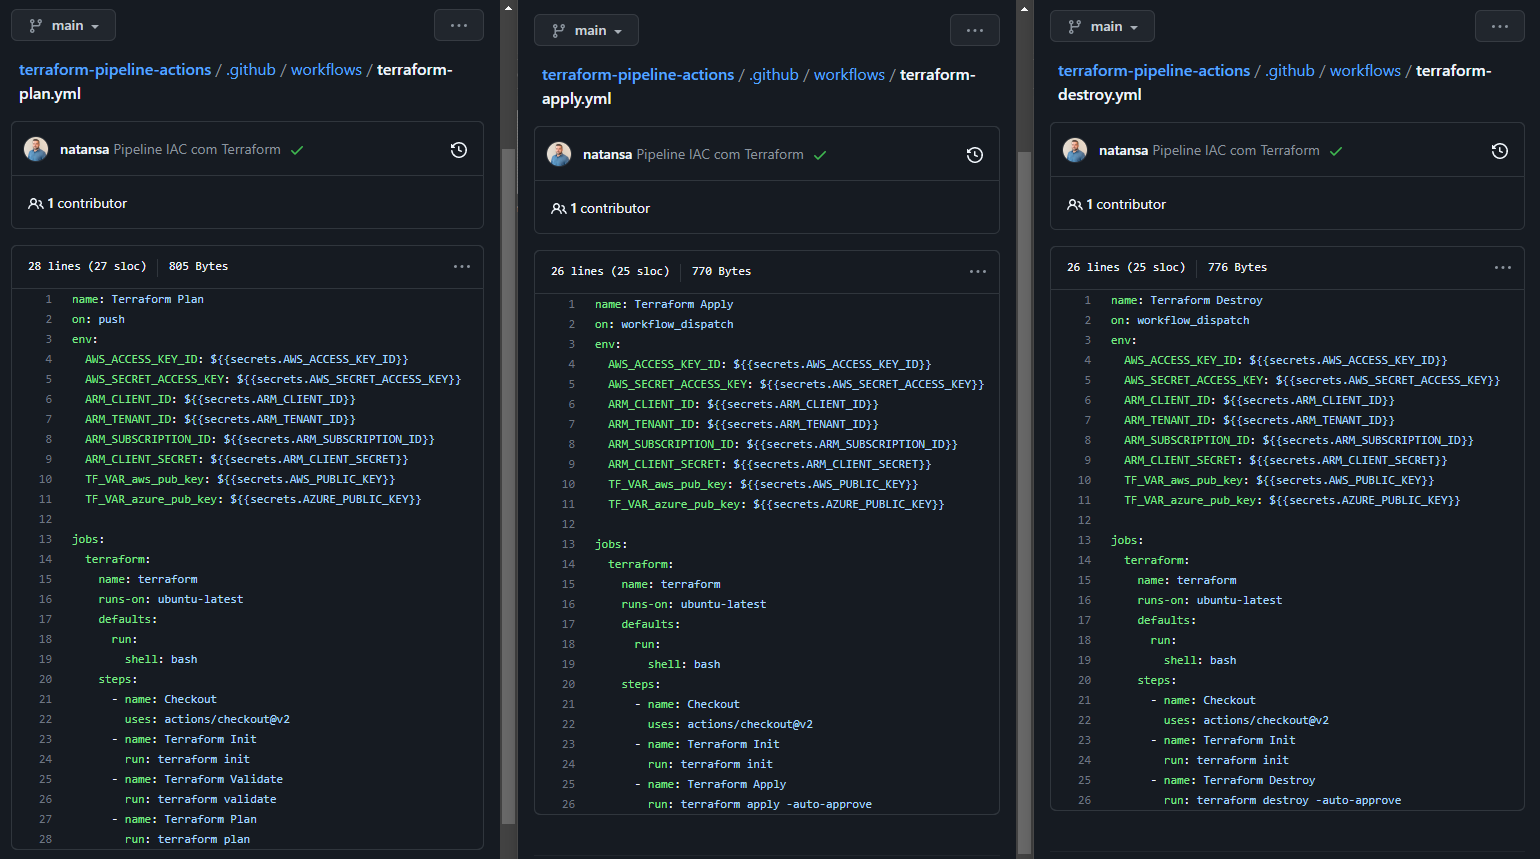 main
···
terraform-pipeline-actions / .github / workflows / terraform-
plan.yml
natansa Pipeline IAC com Terraform
1 contributor
28 lines (27 sloc) 805 Bytes
···
1 name: Terraform Plan
2 on: push
3 env:
4 AWS_ACCESS_KEY_ID: ${{secrets.AWS_ACCESS_KEY_ID}}
5 AWS_SECRET_ACCESS_KEY: ${{secrets.AWS_SECRET_ACCESS_KEY}}
6 ARM_CLIENT_ID: ${{secrets.ARM_CLIENT_ID}}
7 ARM_TENANT_ID: ${{secrets.ARM_TENANT_ID}}
8 ARM_SUBSCRIPTION_ID: ${{secrets.ARM_SUBSCRIPTION_ID}}
9 ARM_CLIENT_SECRET: ${{secrets.ARM_CLIENT_SECRET}}
10 TF_VAR_aws_pub_key: ${{secrets.AWS_PUBLIC_KEY}}
11 TF_VAR_azure_pub_key: ${{secrets.AZURE_PUBLIC_KEY}}
12
13 jobs:
14 terraform:
15 name: terraform
16 runs-on: ubuntu-latest
17 defaults:
18 run:
19 shell: bash
20 steps:
21 - name: Checkout
22 uses: actions/checkout@v2
23 - name: Terraform Init
24 run: terraform init
25 - name: Terraform Validate
26 run: terraform validate
27 - name: Terraform Plan
28 run: terraform plan
main
···
terraform-pipeline-actions / .github / workflows / terraform-
apply.yml
natansa Pipeline IAC com Terraform
1 contributor
26 lines (25 sloc) 770 Bytes
···
1 name: Terraform Apply
2 on: workflow_dispatch
3 env:
4 AWS_ACCESS_KEY_ID: ${{secrets.AWS_ACCESS_KEY_ID}}
5 AWS_SECRET_ACCESS_KEY: ${{secrets.AWS_SECRET_ACCESS_KEY}}
6 ARM_CLIENT_ID: ${{secrets.ARM_CLIENT_ID}}
7 ARM_TENANT_ID: ${{secrets.ARM_TENANT_ID}}
8 ARM_SUBSCRIPTION_ID: ${{secrets.ARM_SUBSCRIPTION_ID}}
9 ARM_CLIENT_SECRET: ${{secrets.ARM_CLIENT_SECRET}}
10 TF_VAR_aws_pub_key: ${{secrets.AWS_PUBLIC_KEY}}
11 TF_VAR_azure_pub_key: ${{secrets.AZURE_PUBLIC_KEY}}
12
13 jobs:
14 terraform:
15 name: terraform
16 runs-on: ubuntu-latest
17 defaults:
18 run:
19 shell: bash
20 steps:
21 - name: Checkout
22 uses: actions/checkout@v2
23 - name: Terraform Init
24 run: terraform init
25 - name: Terraform Apply
26 run: terraform apply -auto-approve
main
···
terraform-pipeline-actions / .github / workflows / terraform-
destroy.yml
natansa Pipeline IAC com Terraform
1 contributor
26 lines (25 sloc) 776 Bytes
···
1 name: Terraform Destroy
2 on: workflow_dispatch
3 env:
4 AWS_ACCESS_KEY_ID: ${{secrets.AWS_ACCESS_KEY_ID}}
5 AWS_SECRET_ACCESS_KEY: ${{secrets.AWS_SECRET_ACCESS_KEY}}
6 ARM_CLIENT_ID: ${{secrets.ARM_CLIENT_ID}}
7 ARM_TENANT_ID: ${{secrets.ARM_TENANT_ID}}
8 ARM_SUBSCRIPTION_ID: ${{secrets.ARM_SUBSCRIPTION_ID}}
9 ARM_CLIENT_SECRET: ${{secrets.ARM_CLIENT_SECRET}}
10 TF_VAR_aws_pub_key: ${{secrets.AWS_PUBLIC_KEY}}
11 TF_VAR_azure_pub_key: ${{secrets.AZURE_PUBLIC_KEY}}
12
13 jobs:
14 terraform:
15 name: terraform
16 runs-on: ubuntu-latest
17 defaults:
18 run:
19 shell: bash
20 steps:
21 - name: Checkout
22 uses: actions/checkout@v2
23 - name: Terraform Init
24 run: terraform init
25 - name: Terraform Destroy
26 run: terraform destroy -auto-approve